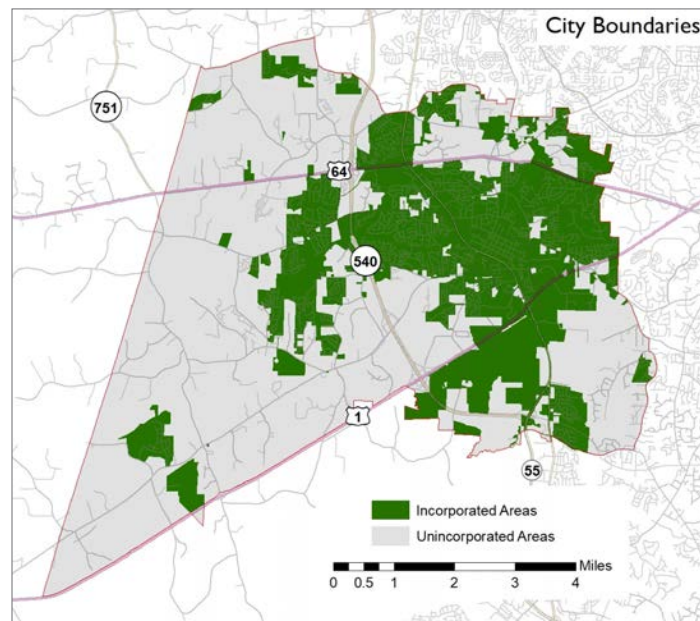 City Boundaries
751
64
540
1
55
Incorporated Areas
Unincorporated Areas
Miles
0 0.5 1 2 3 4